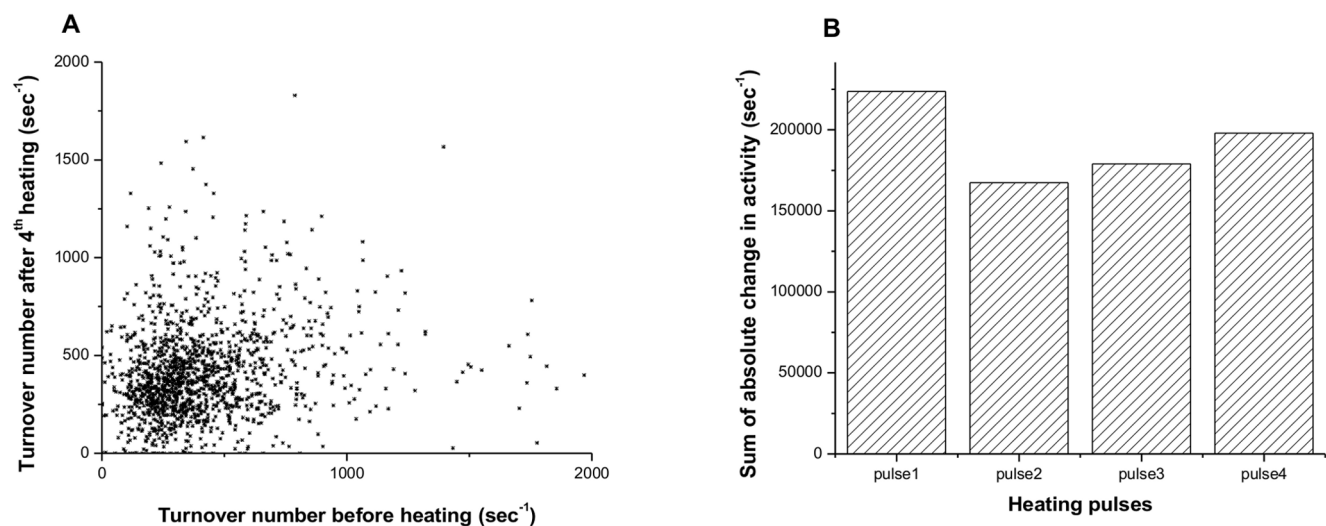 A
Turnover number after 4th heating (sec-1)
2000
1500
1000
500
0
0
1000
2000
Turnover number before heating (sec-1)
B
Sum of absolute change in activity (sec-1)
200000
150000
100000
50000
0
pulse1 pulse2 pulse3 pulse4
Heating pulses